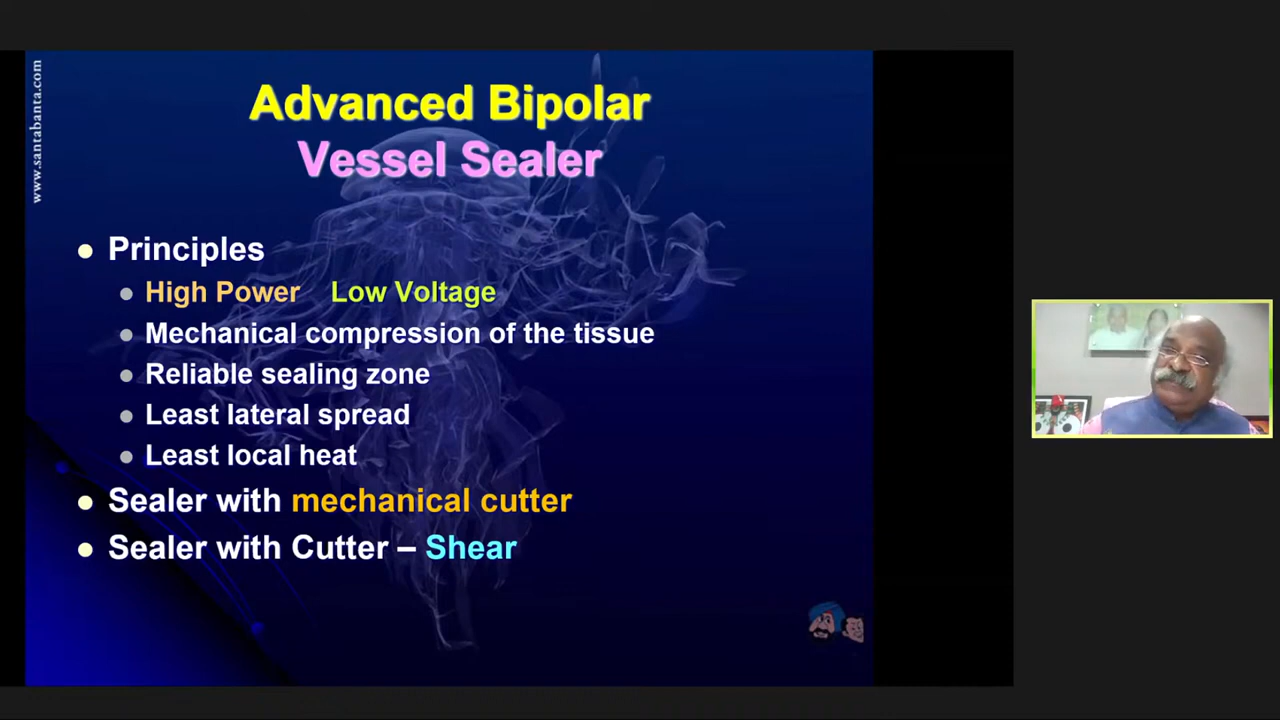 www.santabanta.com
Advanced Bipolar
Vessel Sealer
Principles
High Power Low Voltage
Mechanical compression of the tissue
Reliable sealing zone
Least lateral spread
Least local heat
Sealer with mechanical cutter
Sealer with Cutter – Shear